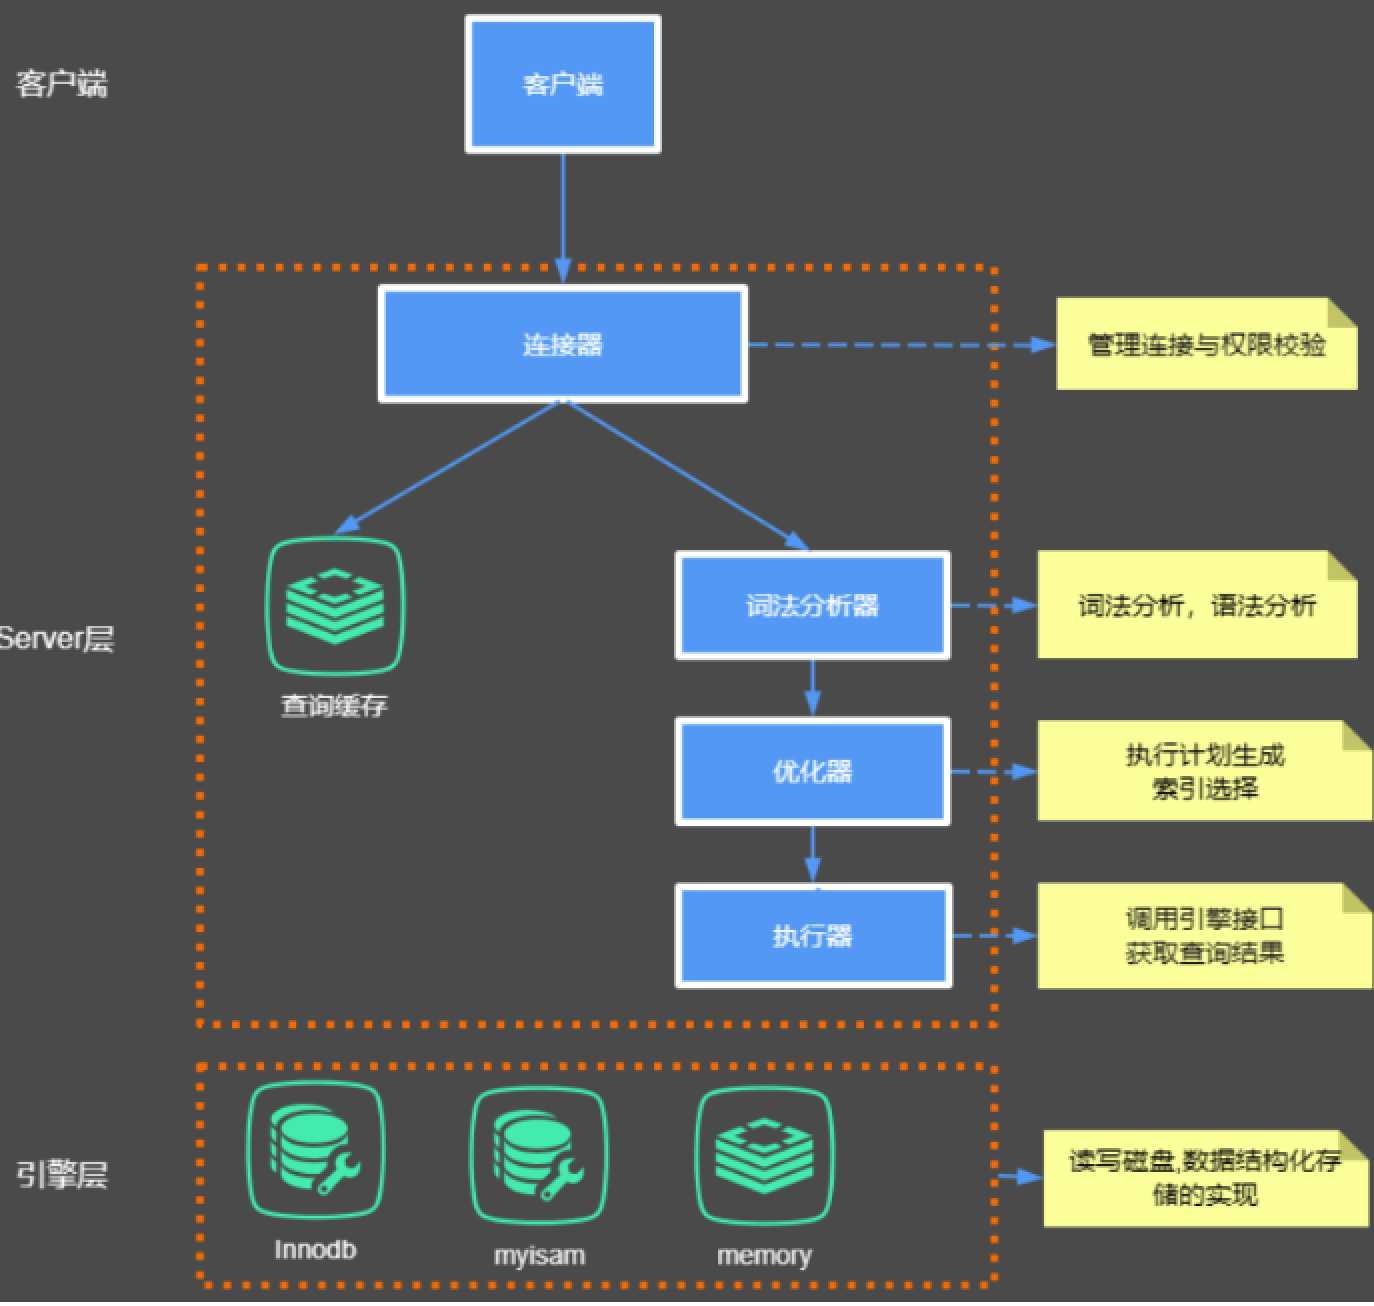 客户端
客户端
连接器
管理连接与权限校验
词法分析器
词法分析，语法分析
Server层
查询缓存
优化器
执行计划生成
索引选择
执行器
调用引擎接口
获取查询结果
引擎层
Innodb
myisam
memory
读写磁盘,数据结构化存
储的实现